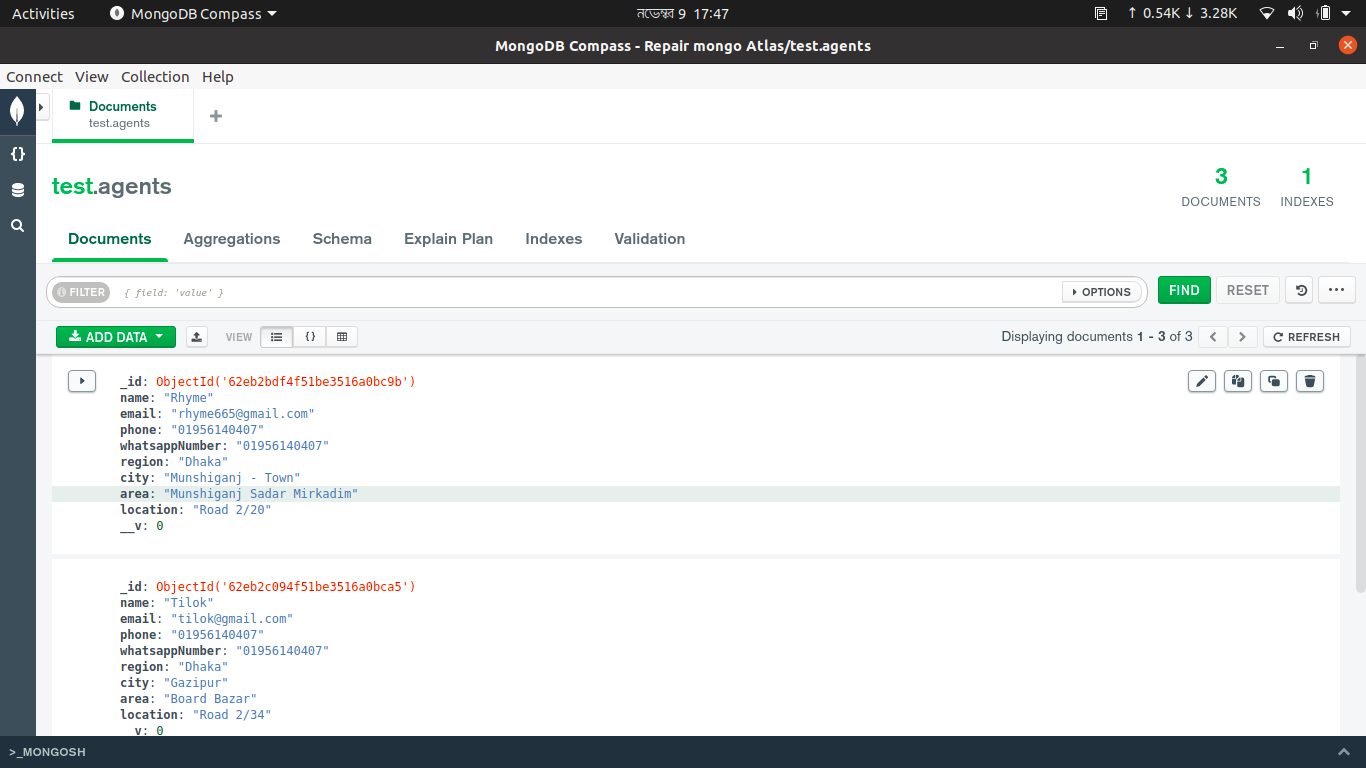 Activities MongoDB Compass নভেম্বর 9 17:47 ↑ 0.54K ↓ 3.28K
MongoDB Compass - Repair mongo Atlas/test.agents
Connect View Collection Help
Documents
test.agents
+
test.agents
3
DOCUMENTS
1
INDEXES
Documents Aggregations Schema Explain Plan Indexes Validation
FILTER { field: 'value' } OPTIONS FIND RESET ...
ADD DATA VIEW {} Displaying documents 1 - 3 of 3 < > REFRESH
_id: ObjectId('62eb2bdf4f51be3516a0bc9b')
name: "Rhyme"
email: "rhyme665@gmail.com"
phone: "01956140407"
whatsappNumber: "01956140407"
region: "Dhaka"
city: "Munshiganj - Town"
area: "Munshiganj Sadar Mirkadim"
location: "Road 2/20"
__v: 0
_id: ObjectId('62eb2c094f51be3516a0bca5')
name: "Tilok"
email: "tilok@gmail.com"
phone: "01956140407"
whatsappNumber: "01956140407"
region: "Dhaka"
city: "Gazipur"
area: "Board Bazar"
location: "Road 2/34"
__v: 0
>_MONGOSH